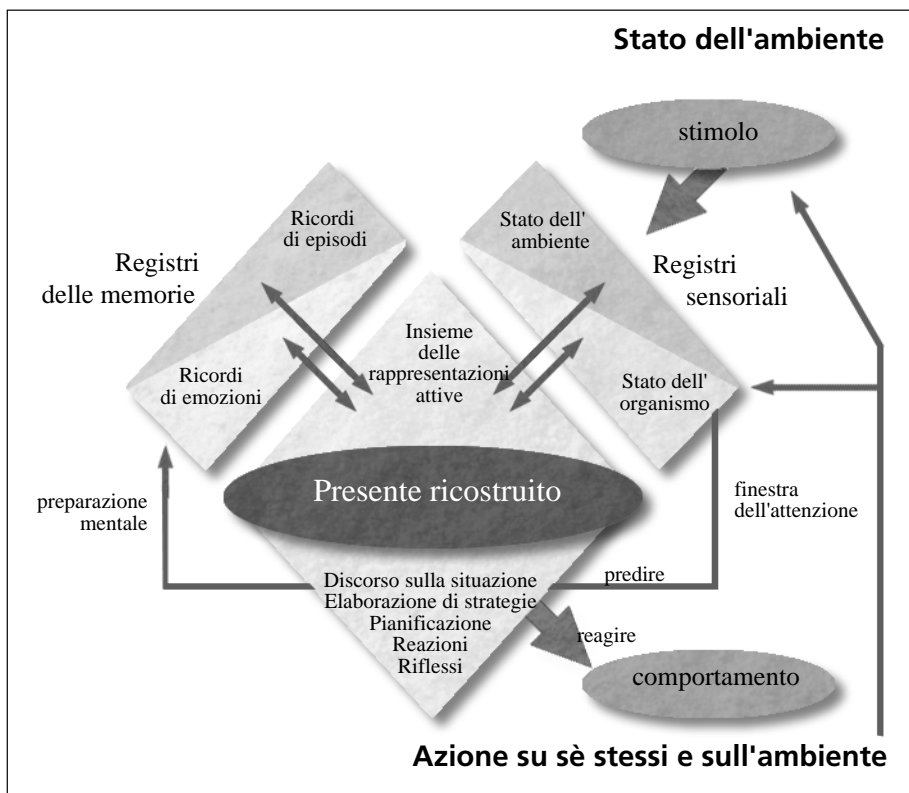 Stato dell'ambiente
stimolo
Ricordi
di episodi
Stato dell'
ambiente
Registri
delle memorie
Registri
sensoriali
Insieme
delle
rappresentazioni
attive
Ricordi
di emozioni
Stato dell'
organismo
Presente ricostruito
preparazione
mentale
finestra
dell'attenzione
Discorso sulla situazione
Elaborazione di strategie
Pianificazione
Reazioni
Riflessi
predire
reagire
comportamento
Azione su sè stessi e sull'ambiente